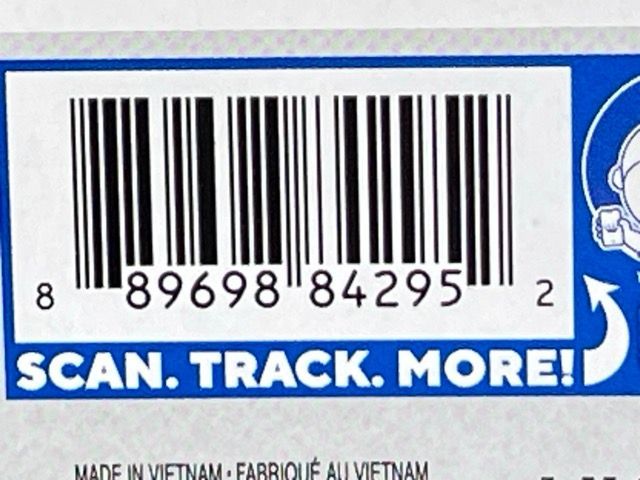 8 89698 84295 2
SCAN. TRACK. MORE!
MADE IN VIETNAM • FABRIQUÉ AU VIETNAM